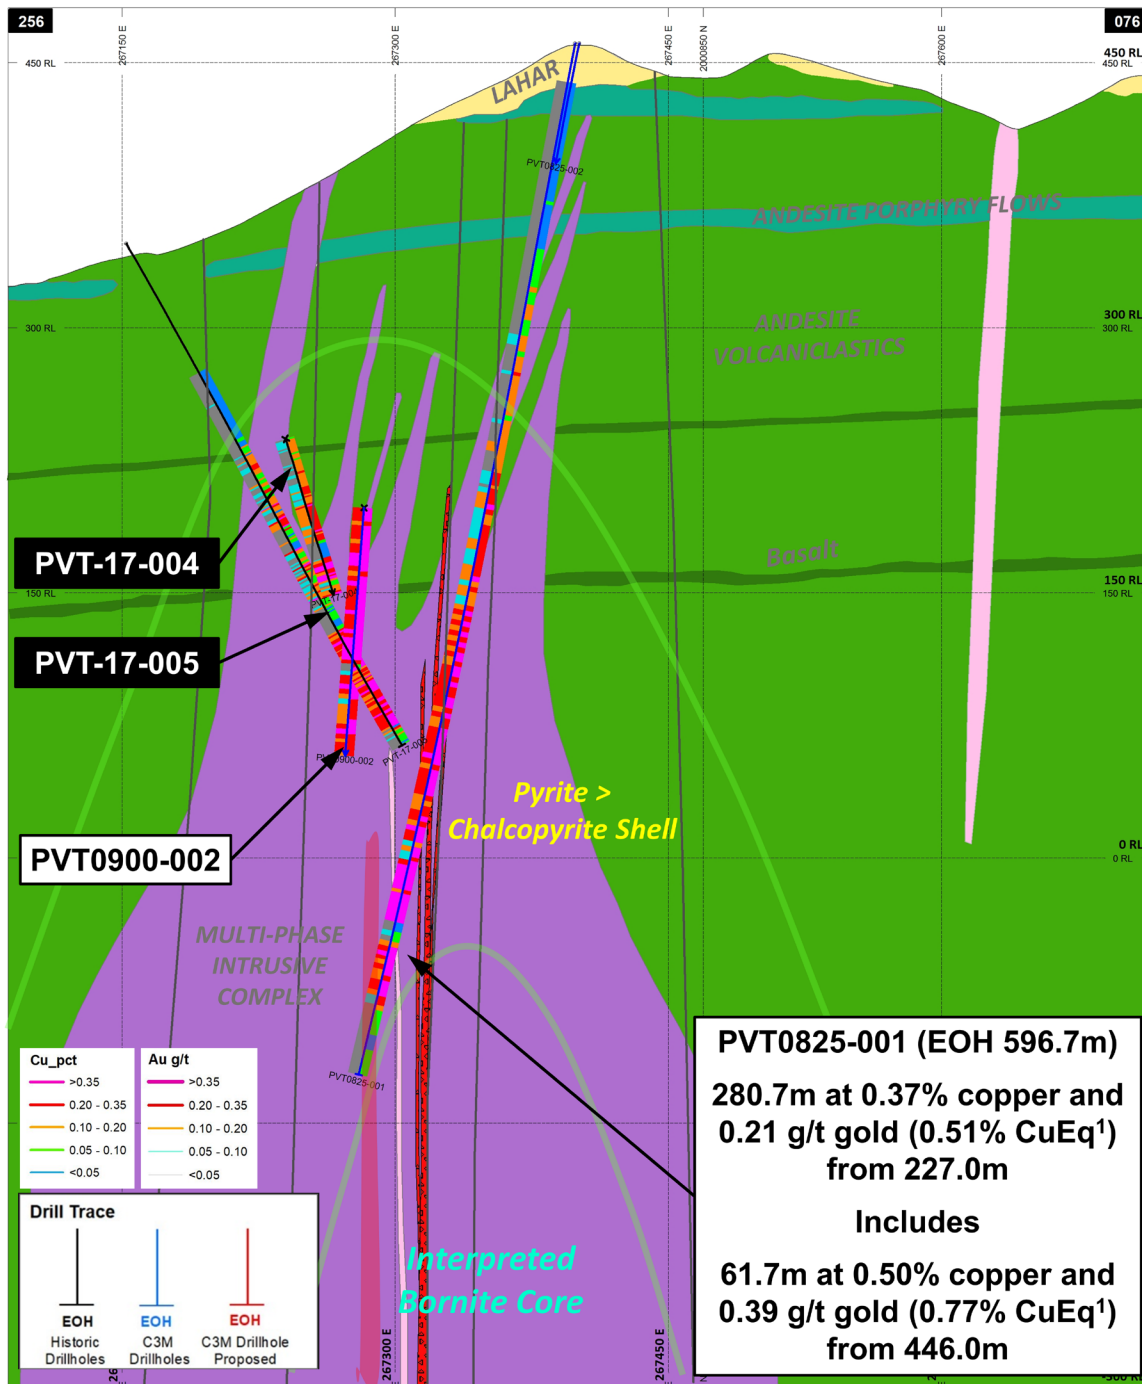 256
076
267150 E
267300 E
267450 E
2000850 N
267600 E
450 RL
450 RL
450 RL
LAHAR
PVT0825-002
ANDESITE PORPHYRY FLOWS
300 RL
ANDESITE
VOLCANICLASTICS
300 RL
300 RL
PVT-17-004
Basalt
150 RL
150 RL
150 RL
PVT-17-004
PVT-17-005
PVT-17-005
PVT0900-002
Pyrite >
Chalcopyrite Shell
PVT0900-002
0 RL
0 RL
MULTI-PHASE
INTRUSIVE
COMPLEX
PVT0825-001
PVT0825-001 (EOH 596.7m)
280.7m at 0.37% copper and
0.21 g/t gold (0.51% CuEq¹)
from 227.0m
Includes
61.7m at 0.50% copper and
0.39 g/t gold (0.77% CuEq¹)
from 446.0m
Cu_pct
>0.35
0.20 - 0.35
0.10 - 0.20
0.05 - 0.10
<0.05
Au g/t
>0.35
0.20 - 0.35
0.10 - 0.20
0.05 - 0.10
<0.05
Drill Trace
EOH
Historic
Drillholes
EOH
C3M
Drillholes
EOH
C3M Drillhole
Proposed
Interpreted
Bornite Core
267300 E
267450 E